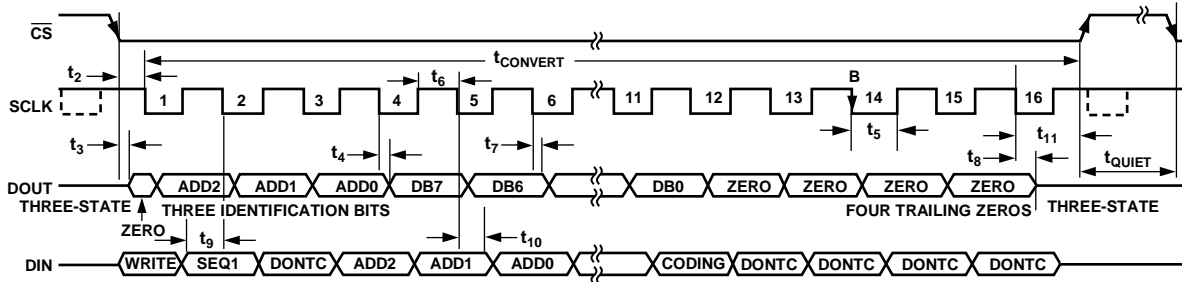 CS
t2
tCONVERT
t6
B
SCLK
1 2 3 4 5 6 11 12 13 14 15 16
t5
t3
t4
t7
t8
t11
tQUIET
DOUT
ADD2 ADD1 ADD0 DB7 DB6 DB0 ZERO ZERO ZERO ZERO
THREE-STATE
THREE IDENTIFICATION BITS
FOUR TRAILING ZEROS
THREE-STATE
ZERO
t9
t10
DIN
WRITE SEQ1 DONTC ADD2 ADD1 ADD0 CODING DONTC DONTC DONTC DONTC